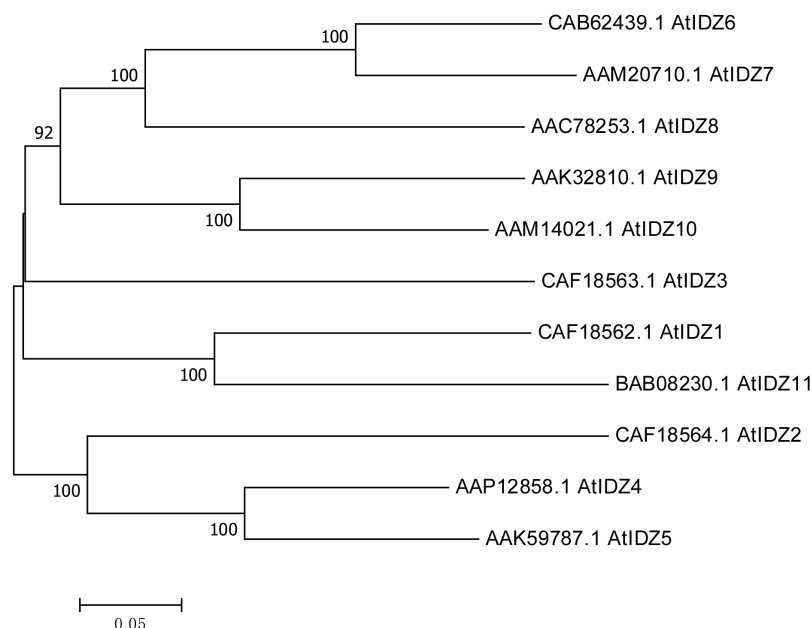 CAB62439.1 AtIDZ6
100
AAM20710.1 AtIDZ7
100
AAC78253.1 AtIDZ8
92
AAK32810.1 AtIDZ9
100
AAM14021.1 AtIDZ10
CAF18563.1 AtIDZ3
CAF18562.1 AtIDZ1
100
BAB08230.1 AtIDZ11
CAF18564.1 AtIDZ2
100
AAP12858.1 AtIDZ4
100
AAK59787.1 AtIDZ5
0.05